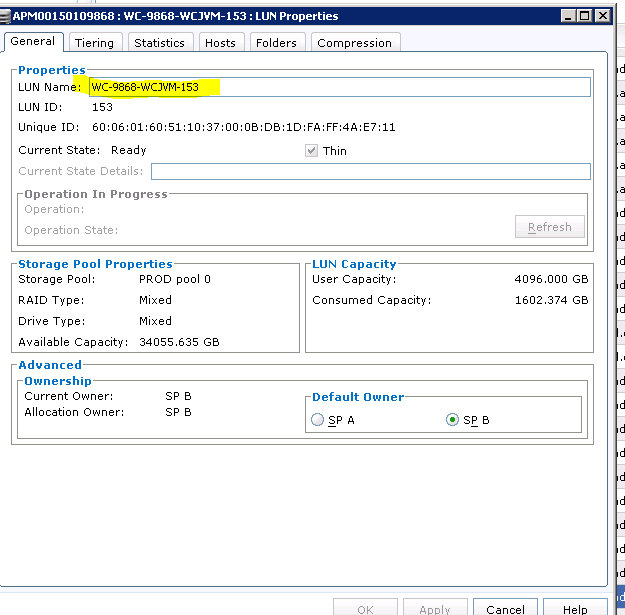 APM00150109868 : WC-9868-WCJVM-153 : LUN Properties
General Tiering Statistics Hosts Folders Compression
Properties
LUN Name: WC-9868-WCJVM-153
LUN ID: 153
Unique ID: 60:06:01:60:51:10:37:00:0B:DB:1D:FA:FF:4A:E7:11
Current State: Ready Thin
Current State Details:
Operation In Progress
Operation:
Operation State:
Refresh
Storage Pool Properties
Storage Pool: PROD pool 0
RAID Type: Mixed
Drive Type: Mixed
Available Capacity: 34055.635 GB
LUN Capacity
User Capacity: 4096.000 GB
Consumed Capacity: 1602.374 GB
Advanced
Ownership
Current Owner: SP B
Allocation Owner: SP B
Default Owner
SP A SP B
OK Apply Cancel Help